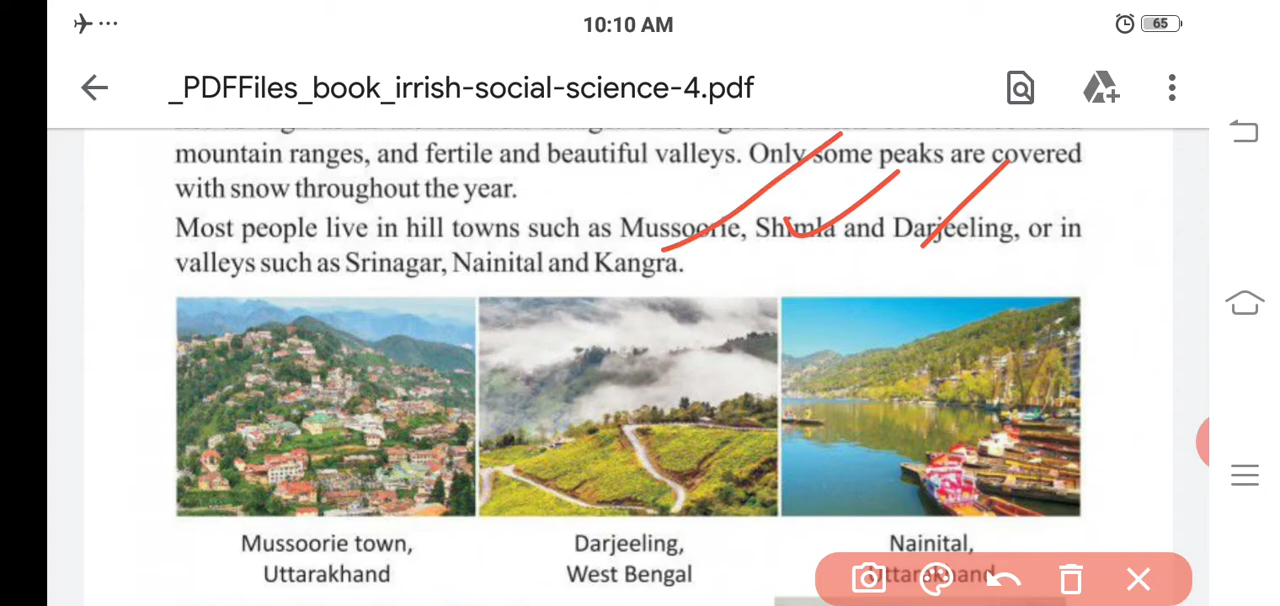 10:10 AM
65
_PDFFiles_book_irrish-social-science-4.pdf
mountain ranges, and fertile and beautiful valleys. Only some peaks are covered
with snow throughout the year.
Most people live in hill towns such as Mussoorie, Shimla and Darjeeling, or in
valleys such as Srinagar, Nainital and Kangra.
Mussoorie town,
Uttarakhand
Darjeeling,
West Bengal
Nainital,
Uttarakhand